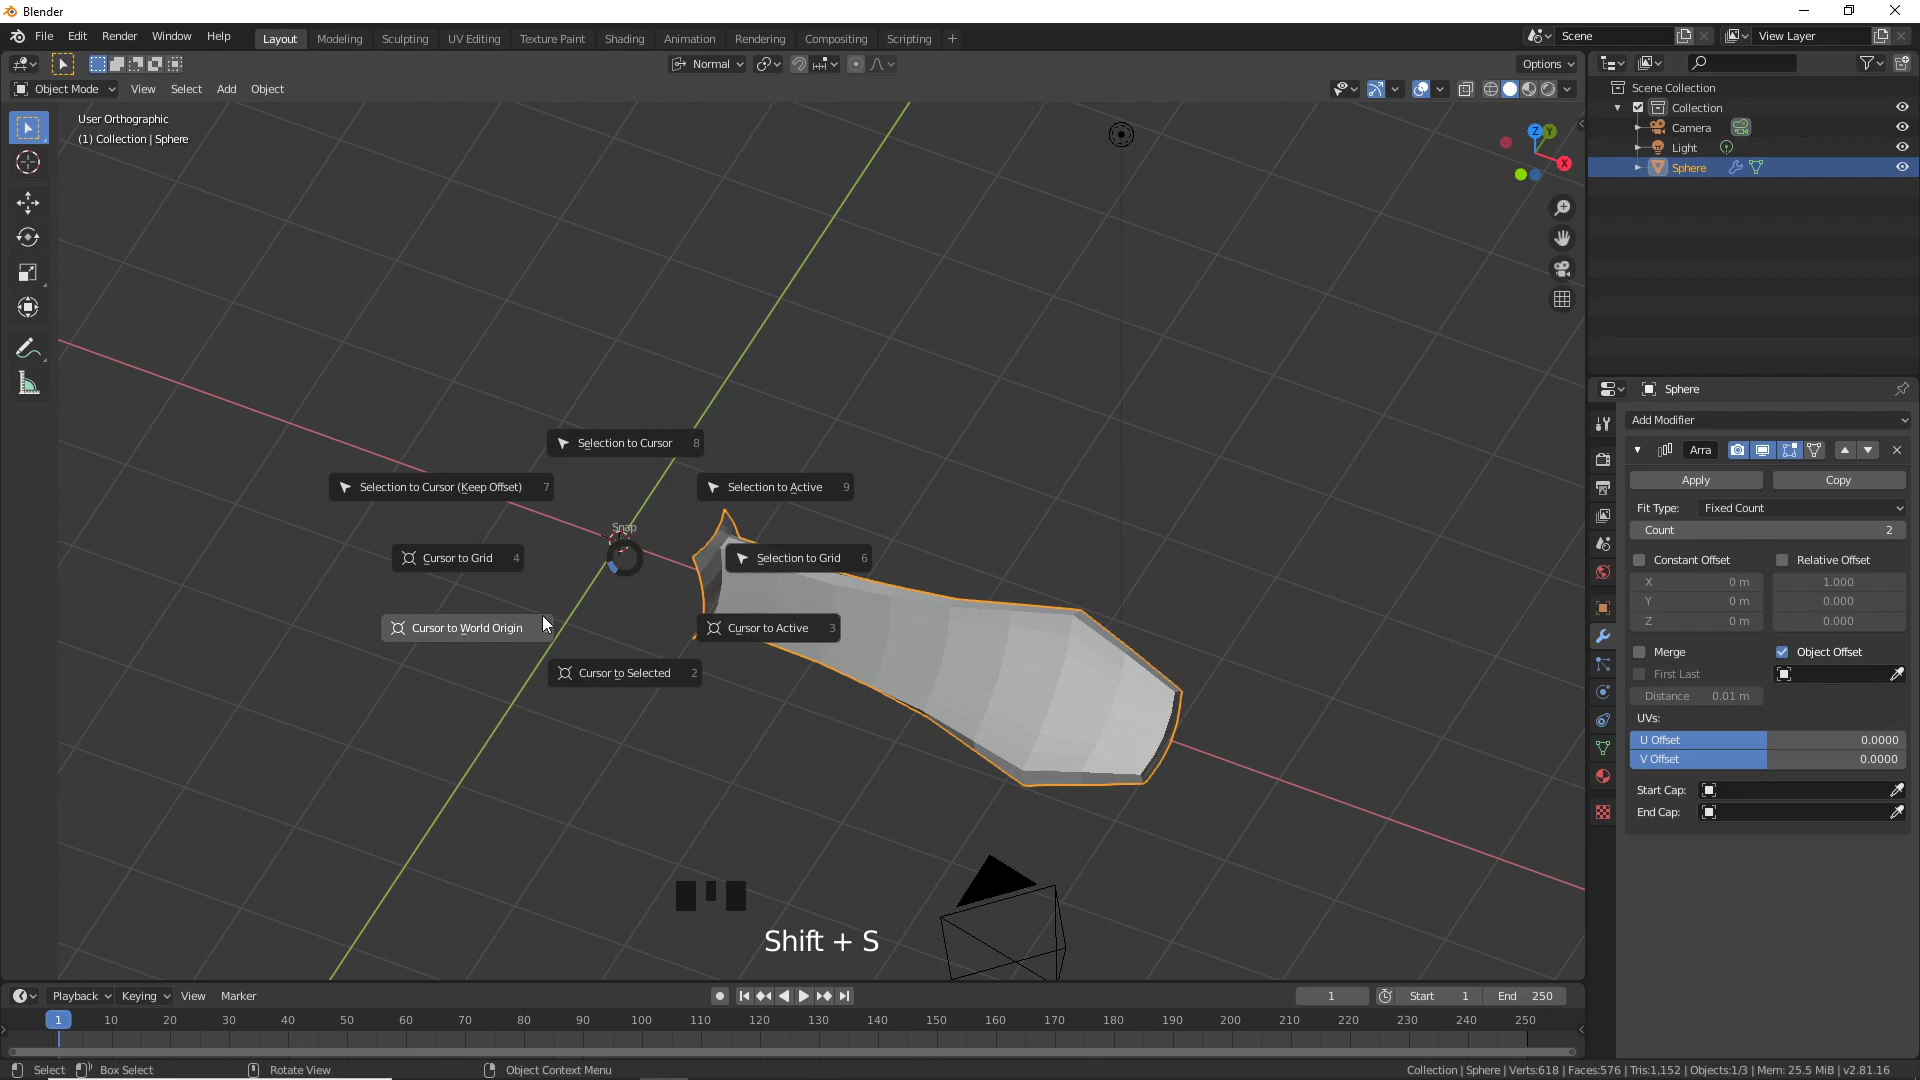 Blender
File Edit Render Window Help
Layout Modeling Sculpting UV Editing Texture Paint Shading Animation Rendering Compositing Scripting +
Scene
View Layer
Normal
Options
Object Mode View Select Add Object
User Orthographic
(1) Collection | Sphere
Z Y
X
Scene Collection
Collection
Camera
Light
Sphere
Selection to Cursor 8
Selection to Cursor (Keep Offset) 7
Selection to Active 9
Snap
Cursor to Grid 4
Selection to Grid 6
Cursor to World Origin
Cursor to Active 3
Cursor to Selected 2
Shift + S
Sphere
Add Modifier
Arra
Apply Copy
Fit Type: Fixed Count
Count 2
Constant Offset Relative Offset
X 0 m 1.000
Y 0 m 0.000
Z 0 m 0.000
Merge Object Offset
First Last
Distance 0.01 m
UVs:
U Offset 0.0000
V Offset 0.0000
Start Cap:
End Cap:
Playback Keying View Marker
1 Start 1 End 250
1 10 20 30 40 50 60 70 80 90 100 110 120 130 140 150 160 170 180 190 200 210 220 230 240 250
Select Box Select Rotate View Object Context Menu
Collection | Sphere | Verts:618 | Faces:576 | Tris:1,152 | Objects:1/3 | Mem: 25.5 MiB | v2.81.16